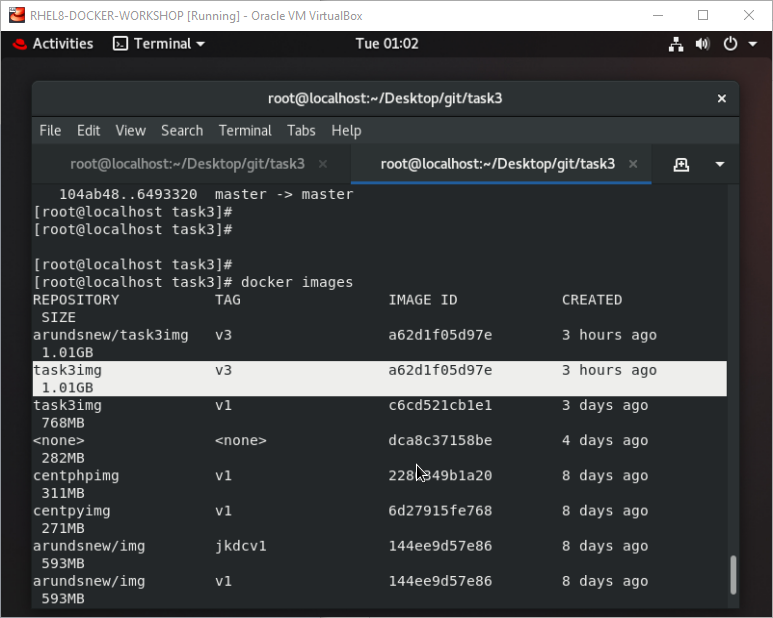 RHEL8-DOCKER-WORKSHOP [Running] - Oracle VM VirtualBox
Activities Terminal Tue 01:02
root@localhost:~/Desktop/git/task3
File Edit View Search Terminal Tabs Help
root@localhost:~/Desktop/git/task3 root@localhost:~/Desktop/git/task3
104ab48..6493320 master -> master
[root@localhost task3]#
[root@localhost task3]#
[root@localhost task3]#
[root@localhost task3]# docker images
REPOSITORY TAG IMAGE ID CREATED
SIZE
arundsnew/task3img v3 a62d1f05d97e 3 hours ago
1.01GB
task3img v3 a62d1f05d97e 3 hours ago
1.01GB
task3img v1 c6cd521cb1e1 3 days ago
768MB
<none> <none> dca8c37158be 4 days ago
282MB
centphpimg v1 8 days ago
311MB
centpyimg v1 6d27915fe768 8 days ago
271MB
arundsnew/img jkdcv1 144ee9d57e86 8 days ago
593MB
arundsnew/img v1 144ee9d57e86 8 days ago
593MB